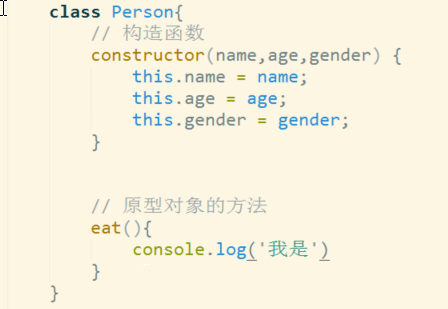 class Person{
// 构造函数
constructor(name,age,gender) {
this.name = name;
this.age = age;
this.gender = gender;
}
// 原型对象的方法
eat(){
console.log('我是')
}
}